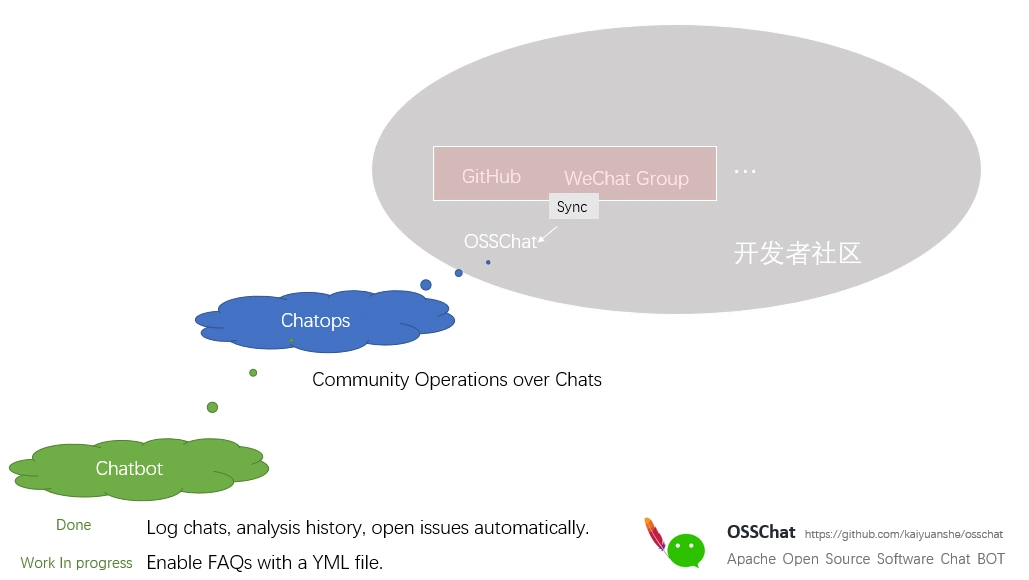 GitHub WeChat Group ...
Sync
OSSChat
开发者社区
Chatops
Community Operations over Chats
Chatbot
Done Log chats, analysis history, open issues automatically.
Work In progress Enable FAQs with a YML file.
OSSChat https://github.com/kaiyuanshe/osschat
Apache Open Source Software Chat BOT